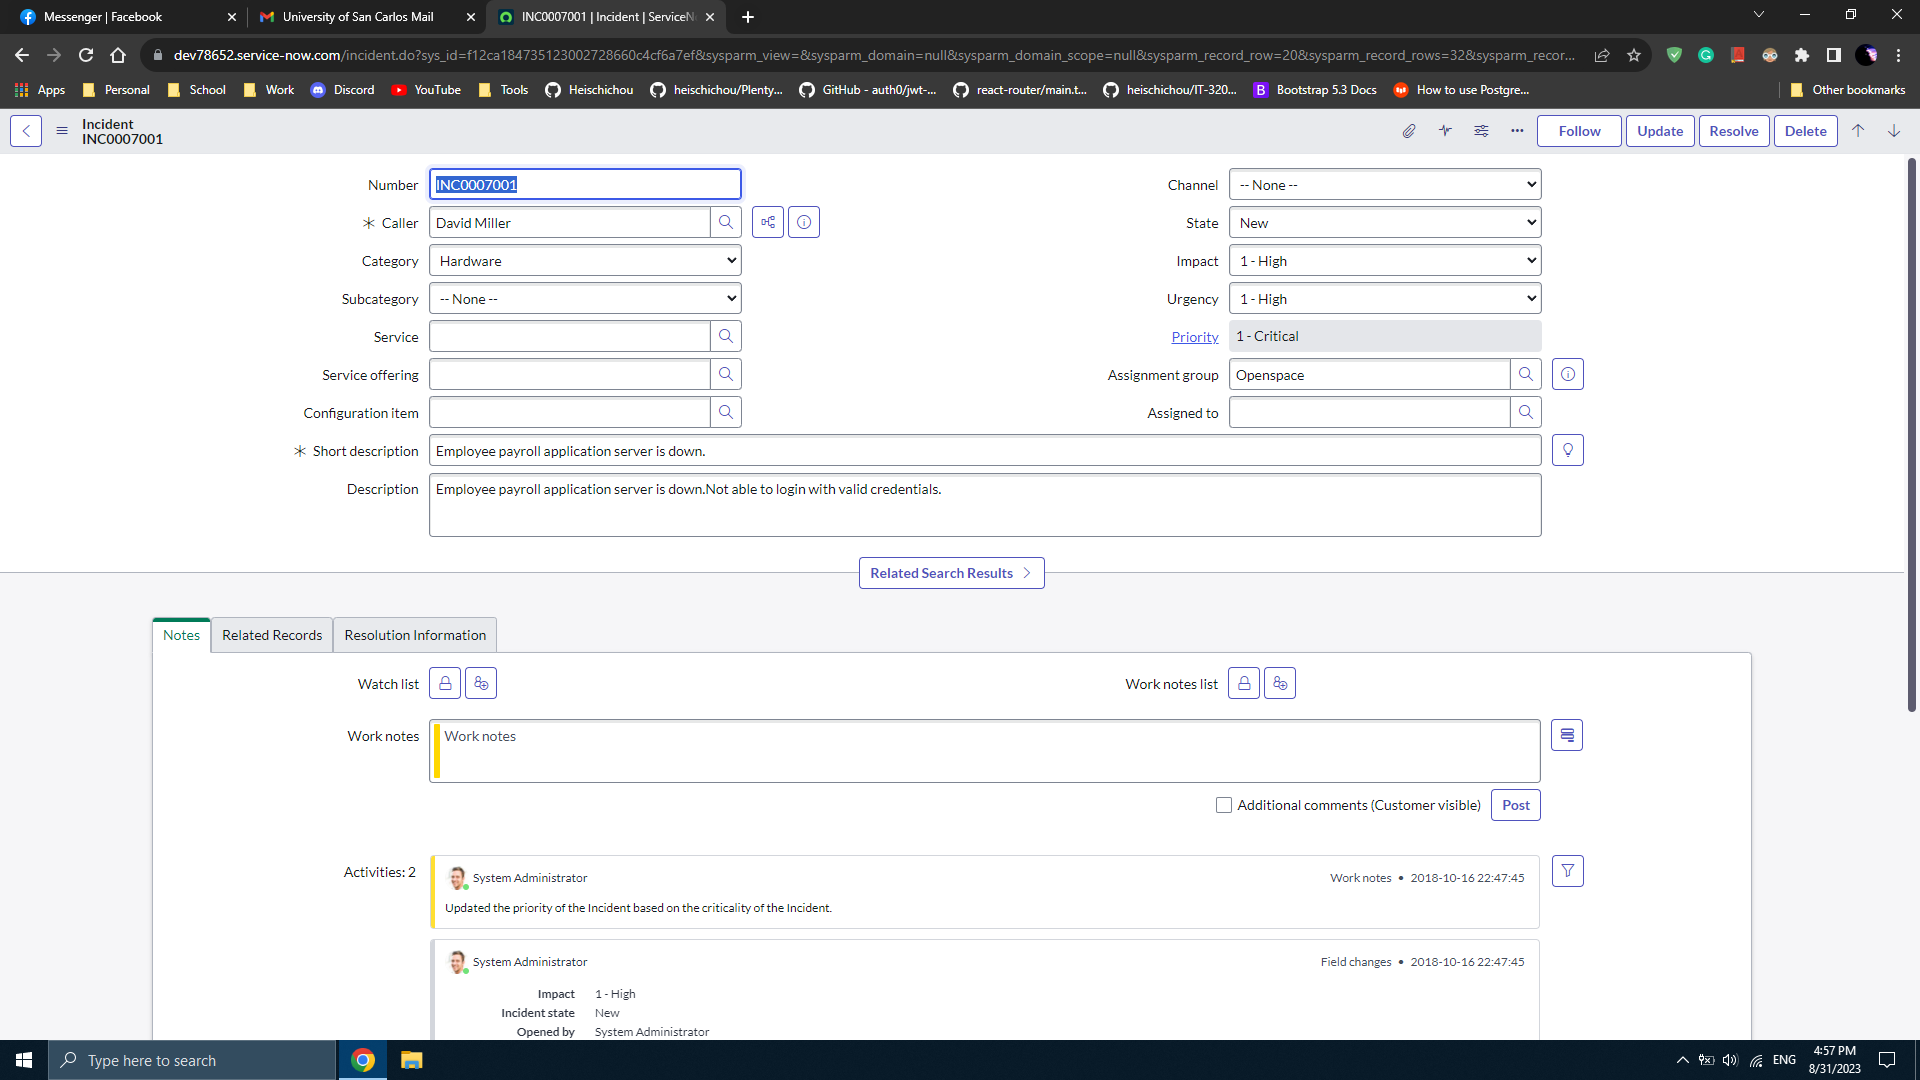 Messenger | Facebook
University of San Carlos Mail
INC0007001 | Incident | ServiceN
dev78652.service-now.com/incident.do?sys_id=f12ca184735123002728660c4cf6a7ef&sysparm_view=&sysparm_domain=null&sysparm_domain_scope=null&sysparm_record_row=20&sysparm_record_rows=32&sysparm_recor...
Apps Personal School Work Discord YouTube Tools Heischichou heischichou/Plenty... GitHub - auth0/jwt-... react-router/main.t... heischichou/IT-320... Bootstrap 5.3 Docs How to use Postgre... Other bookmarks
Incident
INC0007001
Follow Update Resolve Delete
Number INC0007001 Channel -- None --
Caller David Miller State New
Category Hardware Impact 1 - High
Subcategory -- None -- Urgency 1 - High
Service Priority 1 - Critical
Service offering Assignment group Openspace
Configuration item Assigned to
Short description Employee payroll application server is down.
Description Employee payroll application server is down.Not able to login with valid credentials.
Related Search Results
Notes Related Records Resolution Information
Watch list Work notes list
Work notes Work notes
Additional comments (Customer visible) Post
Activities: 2 System Administrator Work notes • 2018-10-16 22:47:45
Updated the priority of the Incident based on the criticality of the Incident.
System Administrator Field changes • 2018-10-16 22:47:45
Impact 1 - High
Incident state New
Opened by System Administrator
Type here to search ENG 4:57 PM
8/31/2023